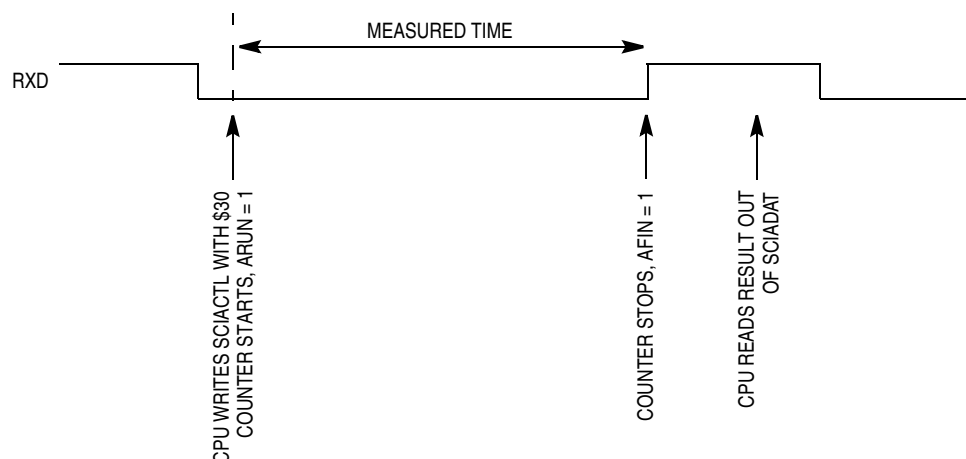 MEASURED TIME
RXD
CPU WRITES SCIACTL WITH $30
COUNTER STARTS, ARUN = 1
COUNTER STOPS, AFIN = 1
CPU READS RESULT OUT
OF SCIADAT